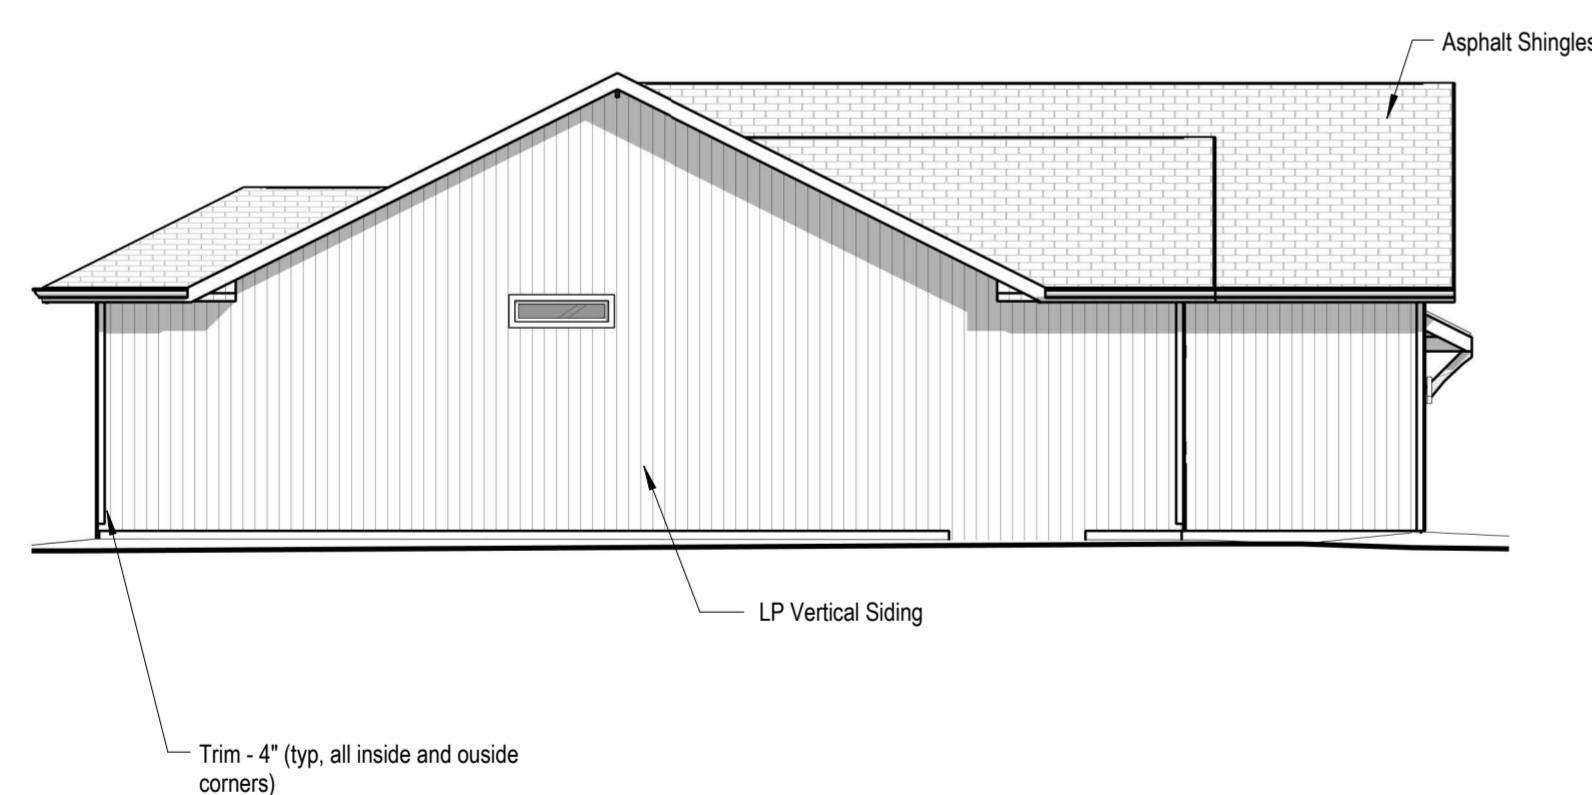 Asphalt Shingles
LP Vertical Siding
Trim - 4" (typ, all inside and ouside
corners)